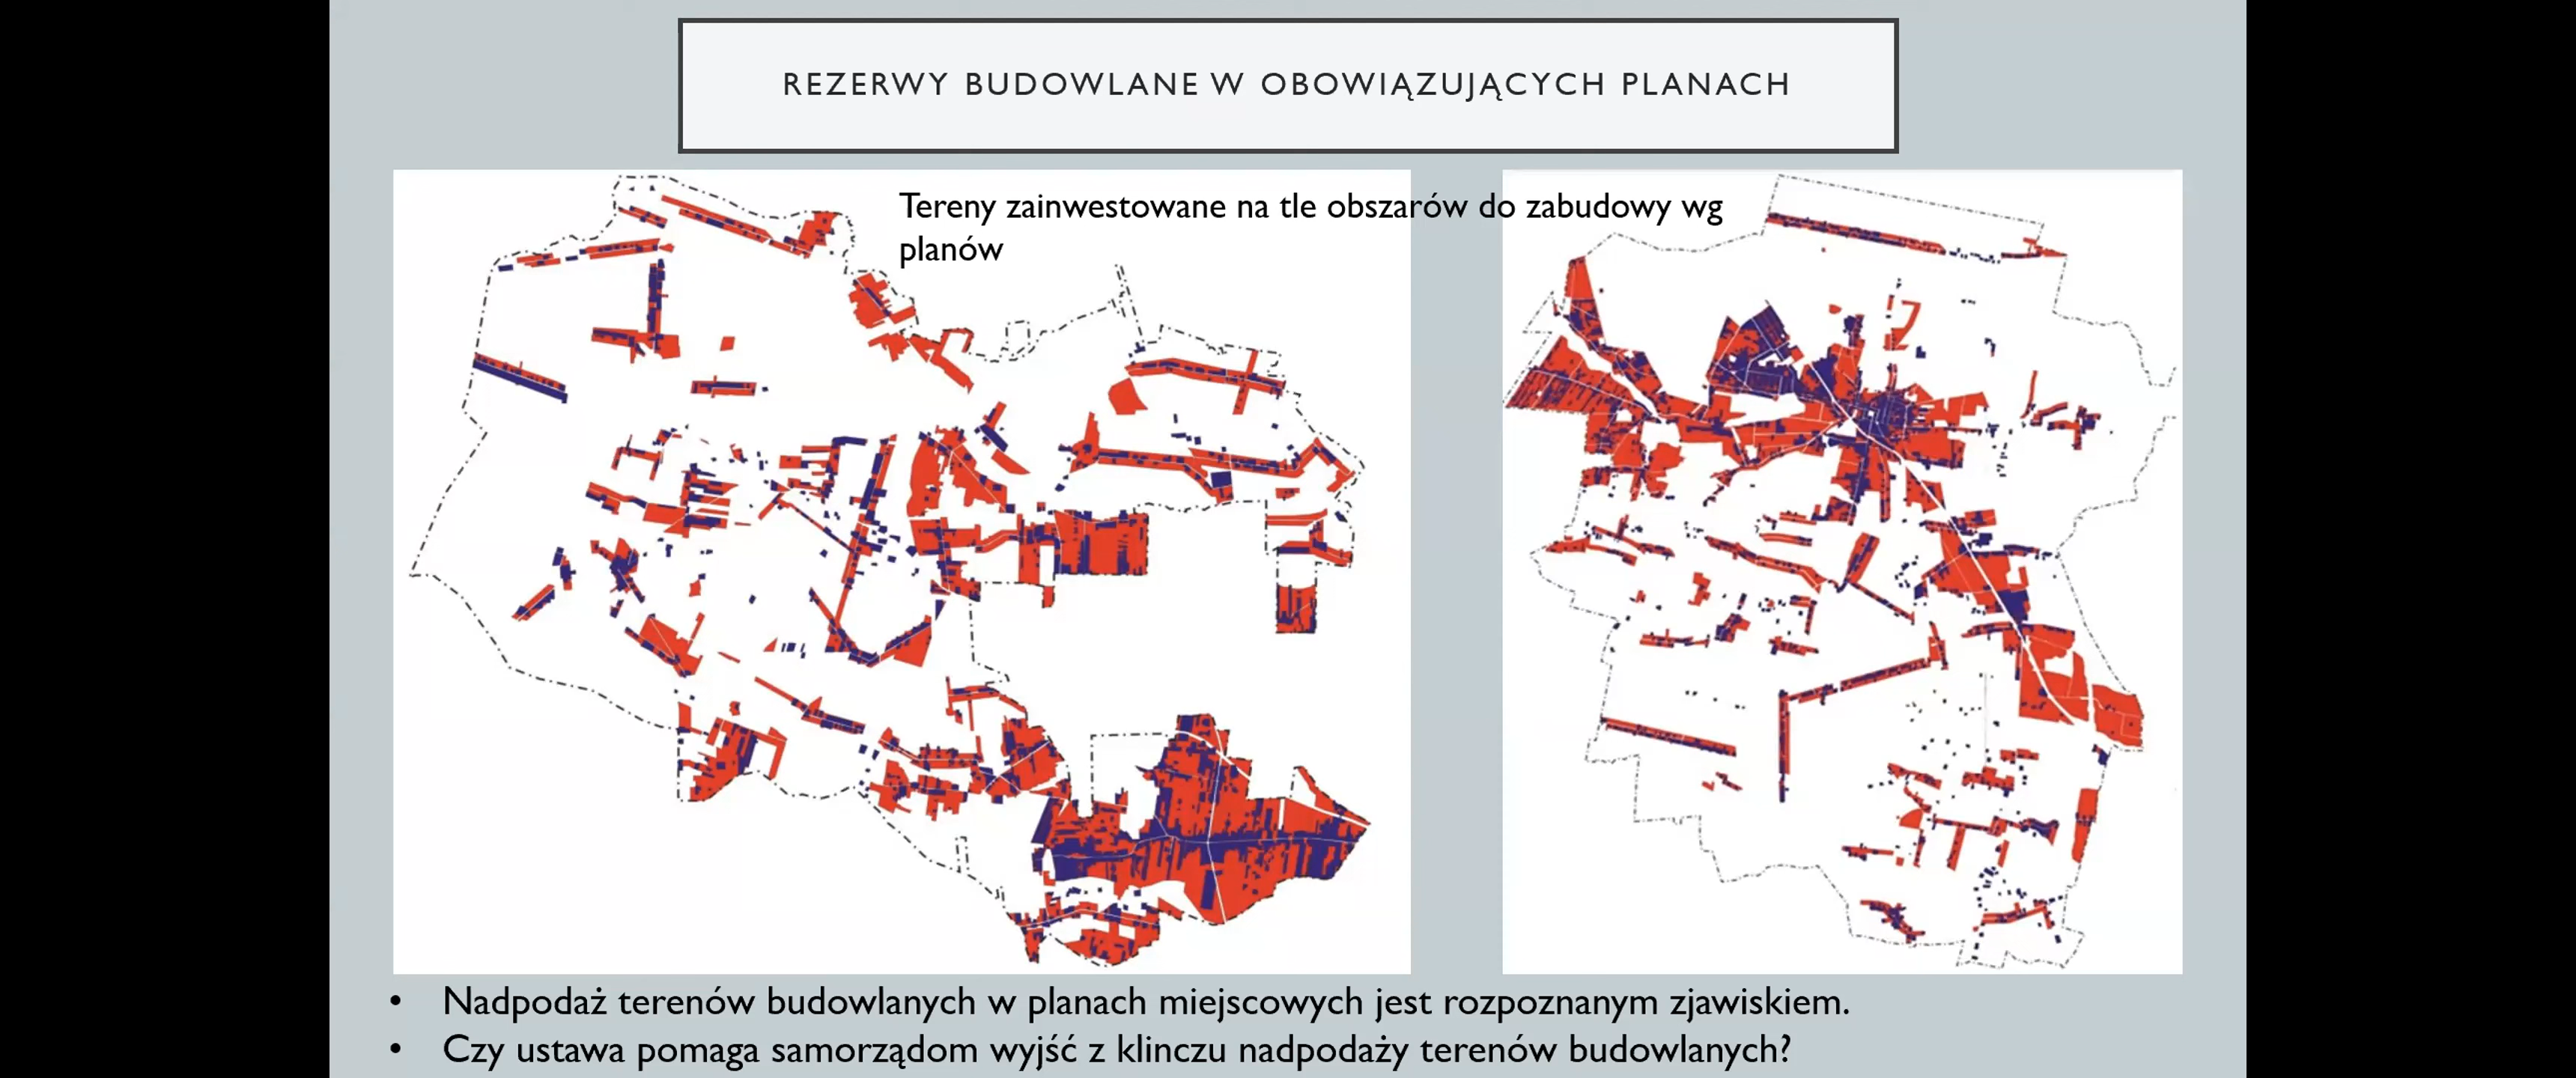 REZERWY BUDOWLANE W OBOWIĄZUJĄCYCH PLANACH
Tereny zainwestowane na tle obszarów do zabudowy wg
planów
• Nadpodaż terenów budowlanych w planach miejscowych jest rozpoznanym zjawiskiem.
• Czy ustawa pomaga samorządom wyjść z klinczu nadpodaży terenów budowlanych?